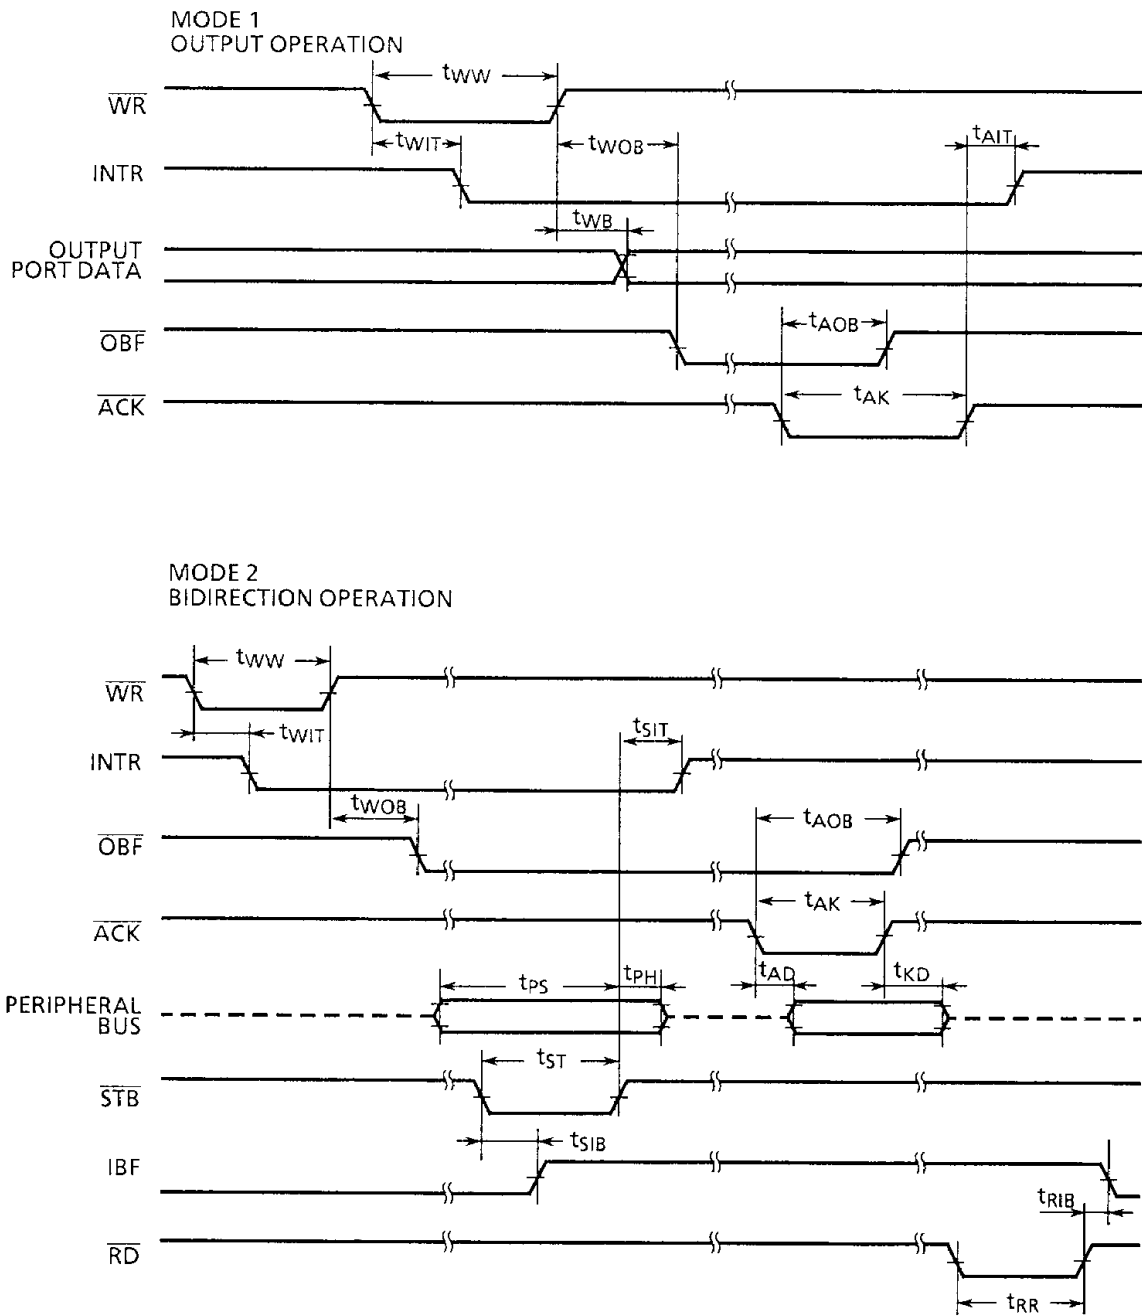 MODE 1
OUTPUT OPERATION
tWW
WR
tWIT
tWOB
tAIT
INTR
tWB
OUTPUT
PORT DATA
tAOB
OBF
tAK
ACK
MODE 2
BIDIRECTION OPERATION
tWW
WR
tWIT
tSIT
INTR
tWOB
tAOB
OBF
tAK
ACK
tPS
tPH
tAD
tKD
PERIPHERAL
BUS
tST
STB
tSIB
IBF
tRIB
RD
tRR